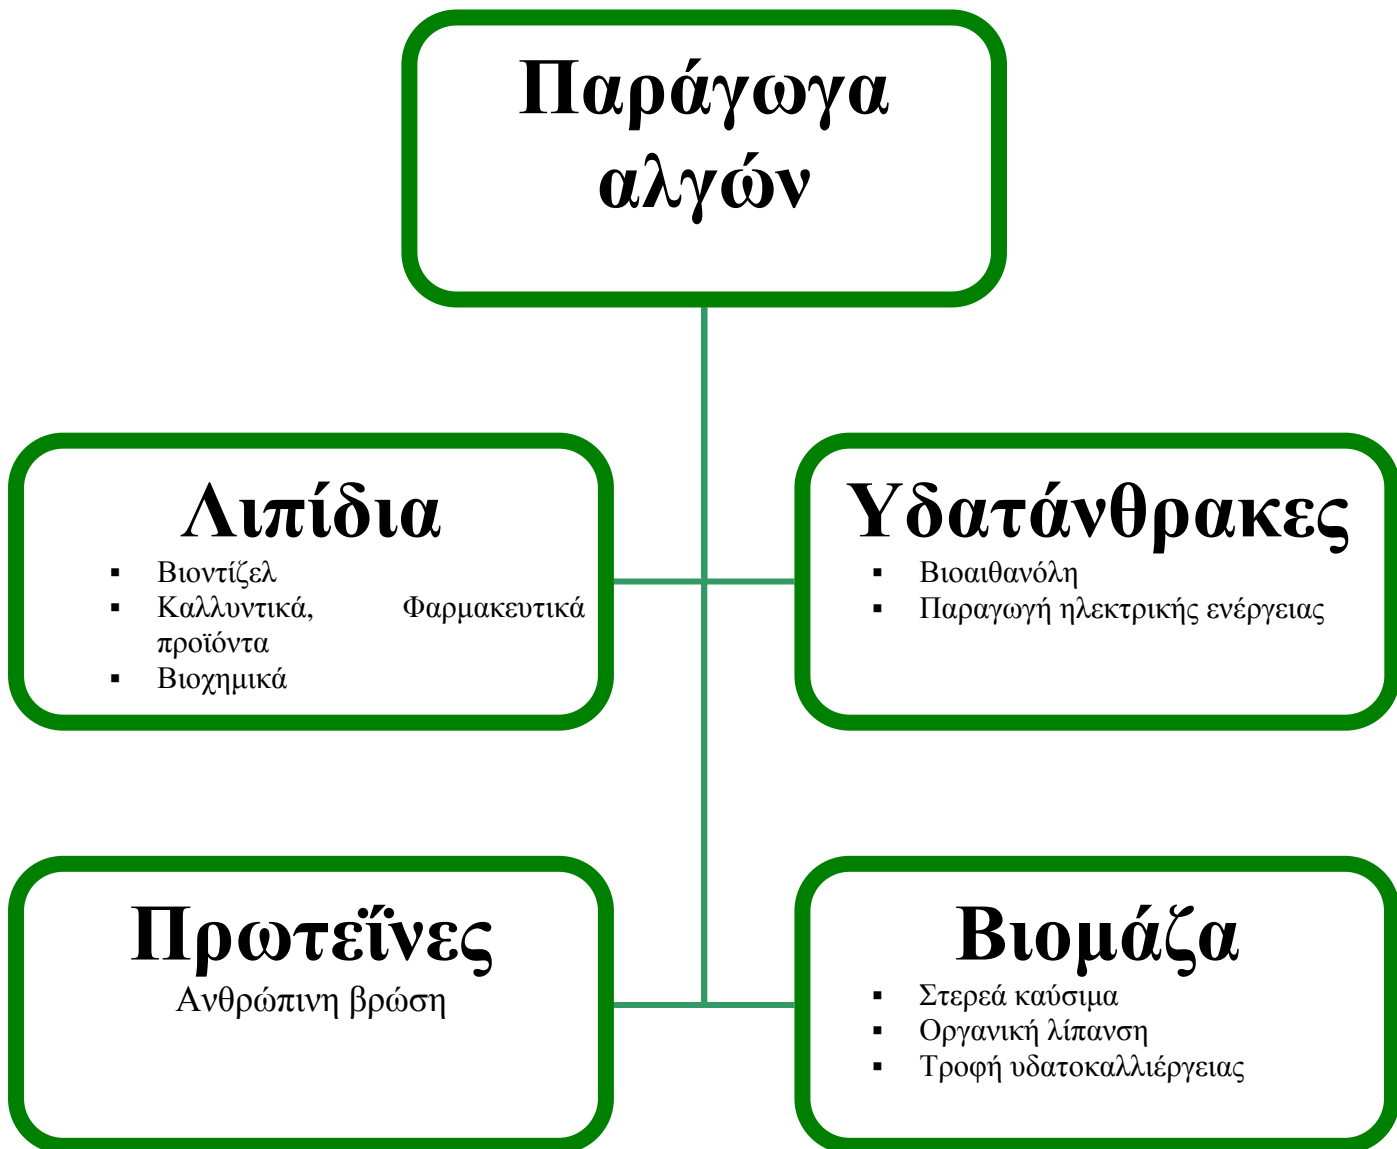 Παράγωγα
αλγών
Λιπίδια
▪ Βιοντίζελ
▪ Καλλυντικά, Φαρμακευτικά
προϊόντα
▪ Βιοχημικά
Υδατάνθρακες
▪ Βιοαιθανόλη
▪ Παραγωγή ηλεκτρικής ενέργειας
Πρωτεΐνες
Ανθρώπινη βρώση
Βιομάζα
▪ Στερεά καύσιμα
▪ Οργανική λίπανση
▪ Τροφή υδατοκαλλιέργειας